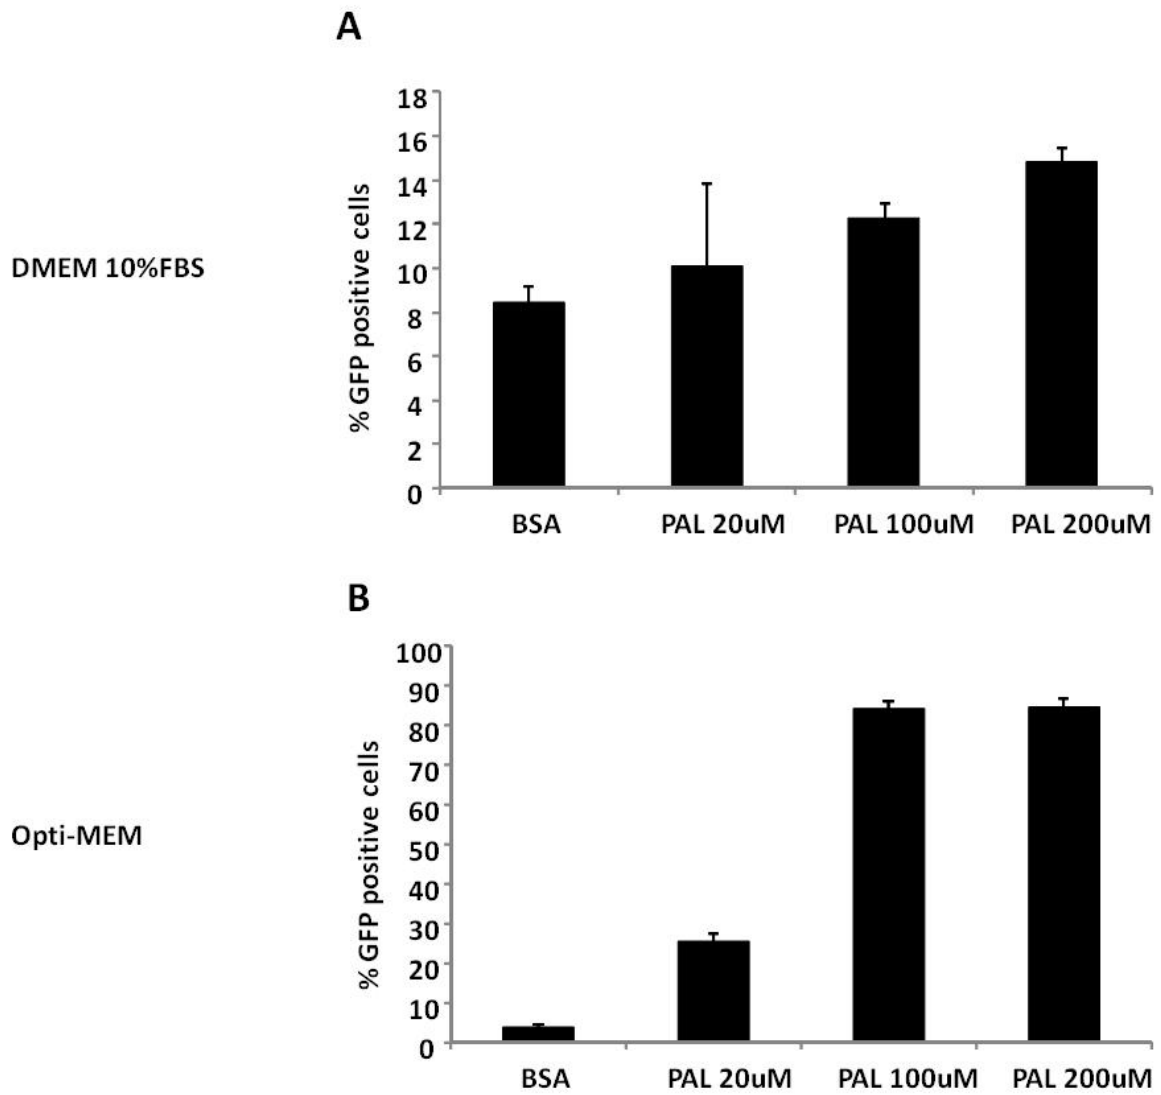 A
18
16
14
12
10
8
6
4
2
0
% GFP positive cells
DMEM 10%FBS
BSA PAL 20uM PAL 100uM PAL 200uM
B
100
90
80
70
60
50
40
30
20
10
0
% GFP positive cells
Opti-MEM
BSA PAL 20uM PAL 100uM PAL 200uM